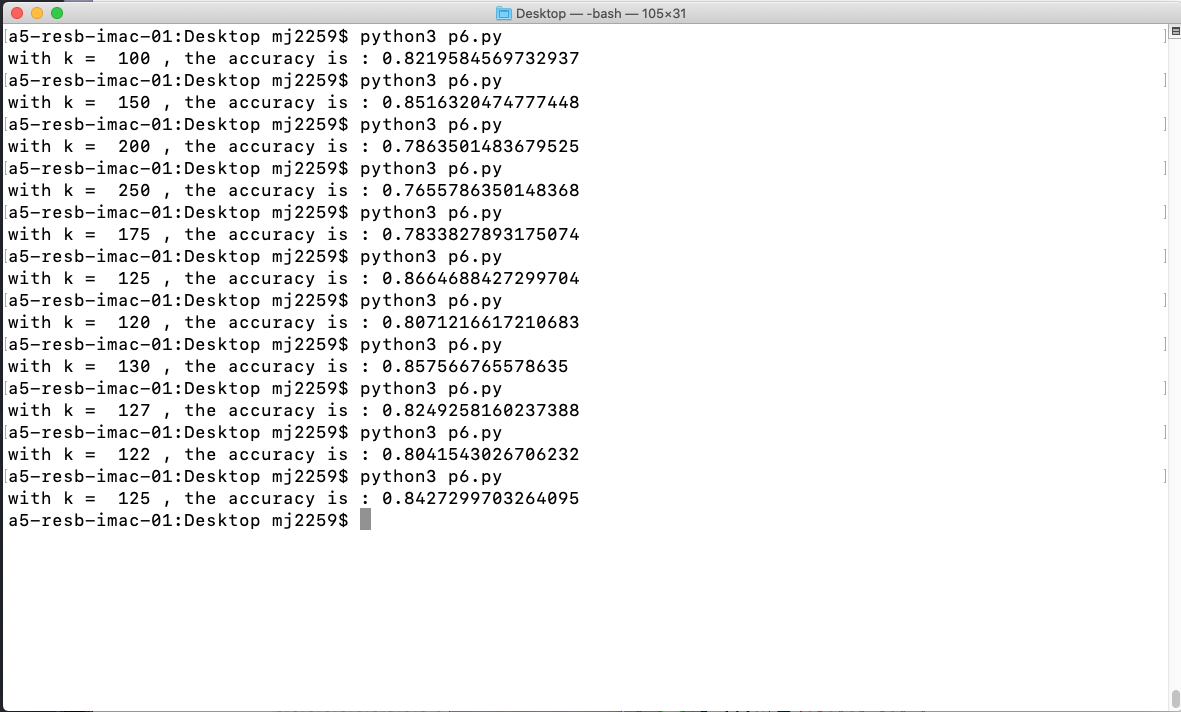 Desktop — -bash — 105×31
[a5-resb-imac-01:Desktop mj2259$ python3 p6.py ]
with k =  100 , the accuracy is : 0.8219584569732937
[a5-resb-imac-01:Desktop mj2259$ python3 p6.py ]
with k =  150 , the accuracy is : 0.8516320474777448
[a5-resb-imac-01:Desktop mj2259$ python3 p6.py ]
with k =  200 , the accuracy is : 0.7863501483679525
[a5-resb-imac-01:Desktop mj2259$ python3 p6.py ]
with k =  250 , the accuracy is : 0.7655786350148368
[a5-resb-imac-01:Desktop mj2259$ python3 p6.py ]
with k =  175 , the accuracy is : 0.7833827893175074
[a5-resb-imac-01:Desktop mj2259$ python3 p6.py ]
with k =  125 , the accuracy is : 0.8664688427299704
[a5-resb-imac-01:Desktop mj2259$ python3 p6.py ]
with k =  120 , the accuracy is : 0.8071216617210683
[a5-resb-imac-01:Desktop mj2259$ python3 p6.py ]
with k =  130 , the accuracy is : 0.857566765578635
[a5-resb-imac-01:Desktop mj2259$ python3 p6.py ]
with k =  127 , the accuracy is : 0.8249258160237388
[a5-resb-imac-01:Desktop mj2259$ python3 p6.py ]
with k =  122 , the accuracy is : 0.8041543026706232
[a5-resb-imac-01:Desktop mj2259$ python3 p6.py ]
with k =  125 , the accuracy is : 0.8427299703264095
a5-resb-imac-01:Desktop mj2259$